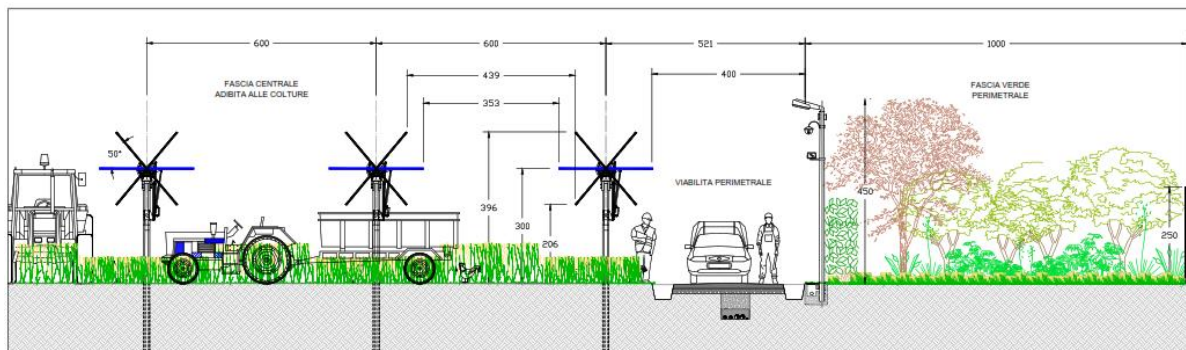 600
600
521
1000
439
400
353
FASCIA CENTRALE
ADIBITA ALLE COLTURE
FASCIA VERDE
PERIMETRALE
50°
VIABILITA PERIMETRALE
396
300
206
450
250